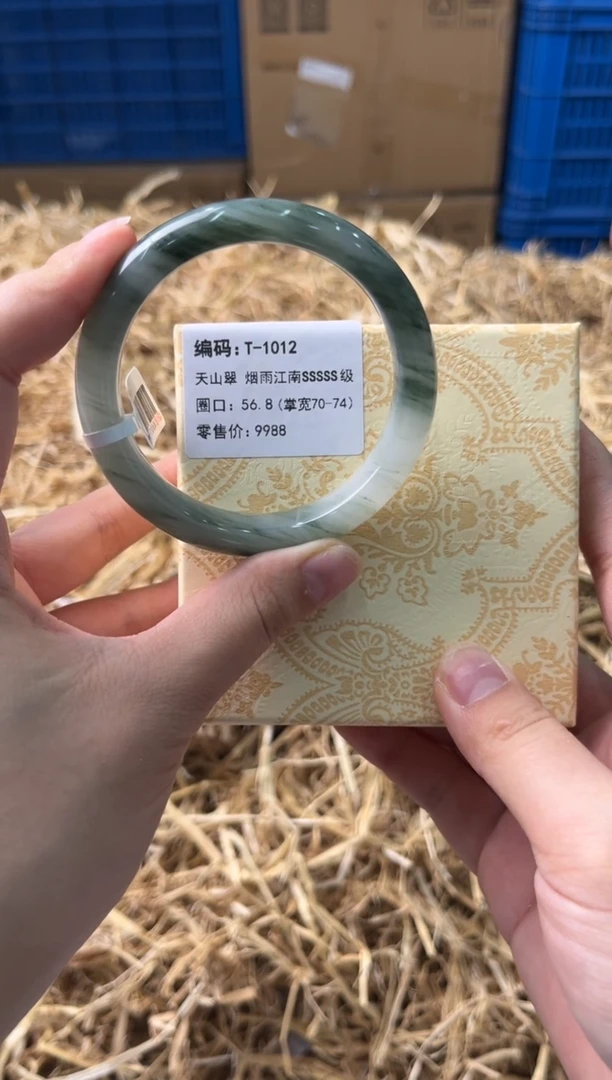 编码:T-1012
天山翠 烟雨江南SSSSS级
圈口: 56.8(掌宽70-74)
零售价: 9988